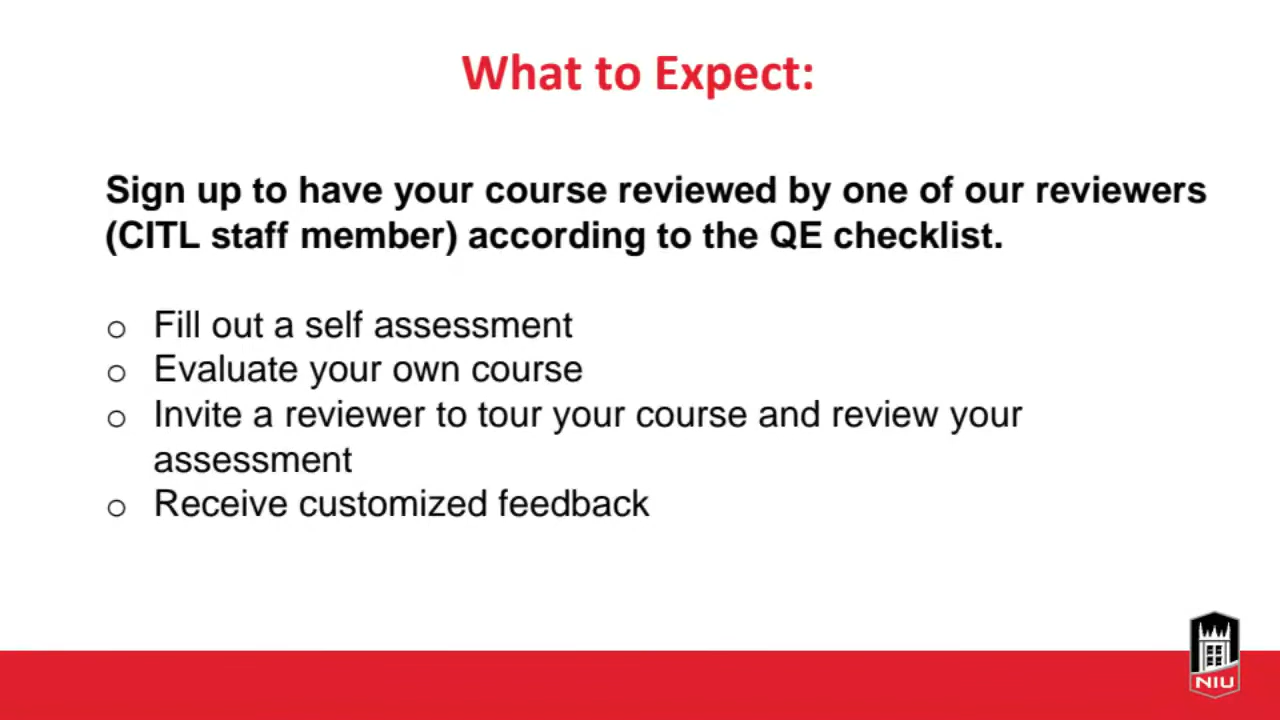 What to Expect:
Sign up to have your course reviewed by one of our reviewers
(CITL staff member) according to the QE checklist.
o Fill out a self assessment
o Evaluate your own course
o Invite a reviewer to tour your course and review your
assessment
o Receive customized feedback
NIU